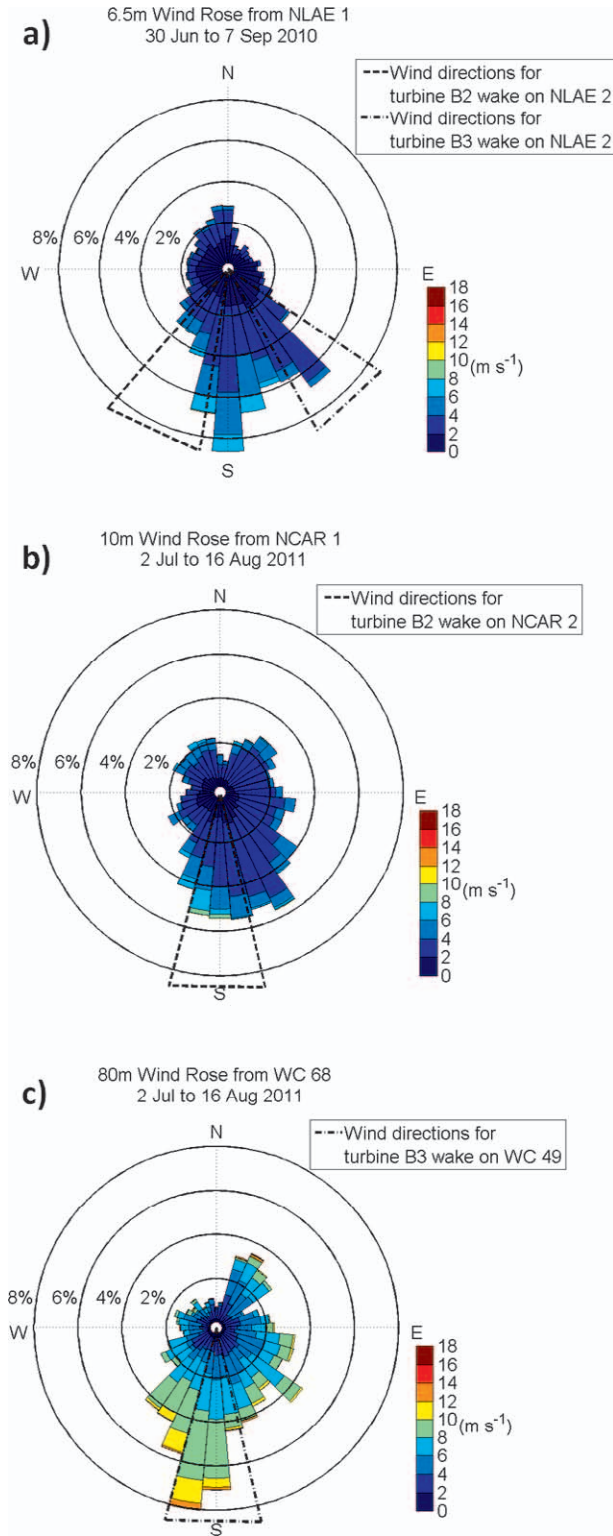 a)
6.5m Wind Rose from NLAE 1
30 Jun to 7 Sep 2010
N
Wind directions for
turbine B2 wake on NLAE 2
Wind directions for
turbine B3 wake on NLAE 2
8% 6% 4% 2%
W
E
18
16
14
12
10
8
6
4
2
0
(m s⁻¹)
S
b)
10m Wind Rose from NCAR 1
2 Jul to 16 Aug 2011
N
Wind directions for
turbine B2 wake on NCAR 2
8% 6% 4% 2%
W
E
18
16
14
12
10
8
6
4
2
0
(m s⁻¹)
S
c)
80m Wind Rose from WC 68
2 Jul to 16 Aug 2011
N
Wind directions for
turbine B3 wake on WC 49
8% 6% 4% 2%
W
E
18
16
14
12
10
8
6
4
2
0
(m s⁻¹)
S